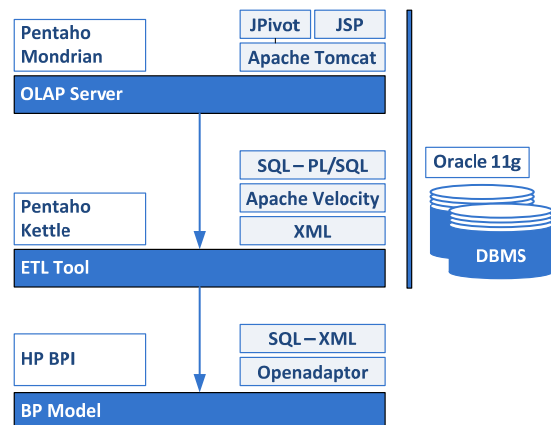 Pentaho
Mondrian
JPivot
JSP
Apache Tomcat
OLAP Server
SQL – PL/SQL
Apache Velocity
XML
Pentaho
Kettle
ETL Tool
Oracle 11g
DBMS
HP BPI
SQL – XML
Openadaptor
BP Model